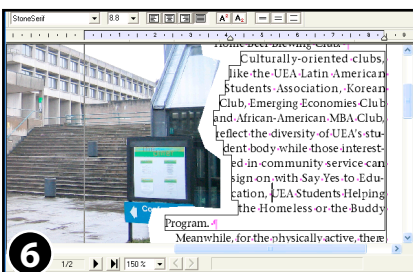 StoneSerif 8.8
Home Beer Brewing Club.
Culturally-oriented clubs,
like the UEA Latin American
Students Association, Korean
Club, Emerging Economies Club
and African-American MBA Club,
reflect the diversity of UEA's stu-
dent body while those interest-
ed in community service can
sign on with Say Yes to Edu-
cation, UEA Students Helping
the Homeless or the Buddy
Program.
Meanwhile, for the physically active, there
6
1/2 150 %